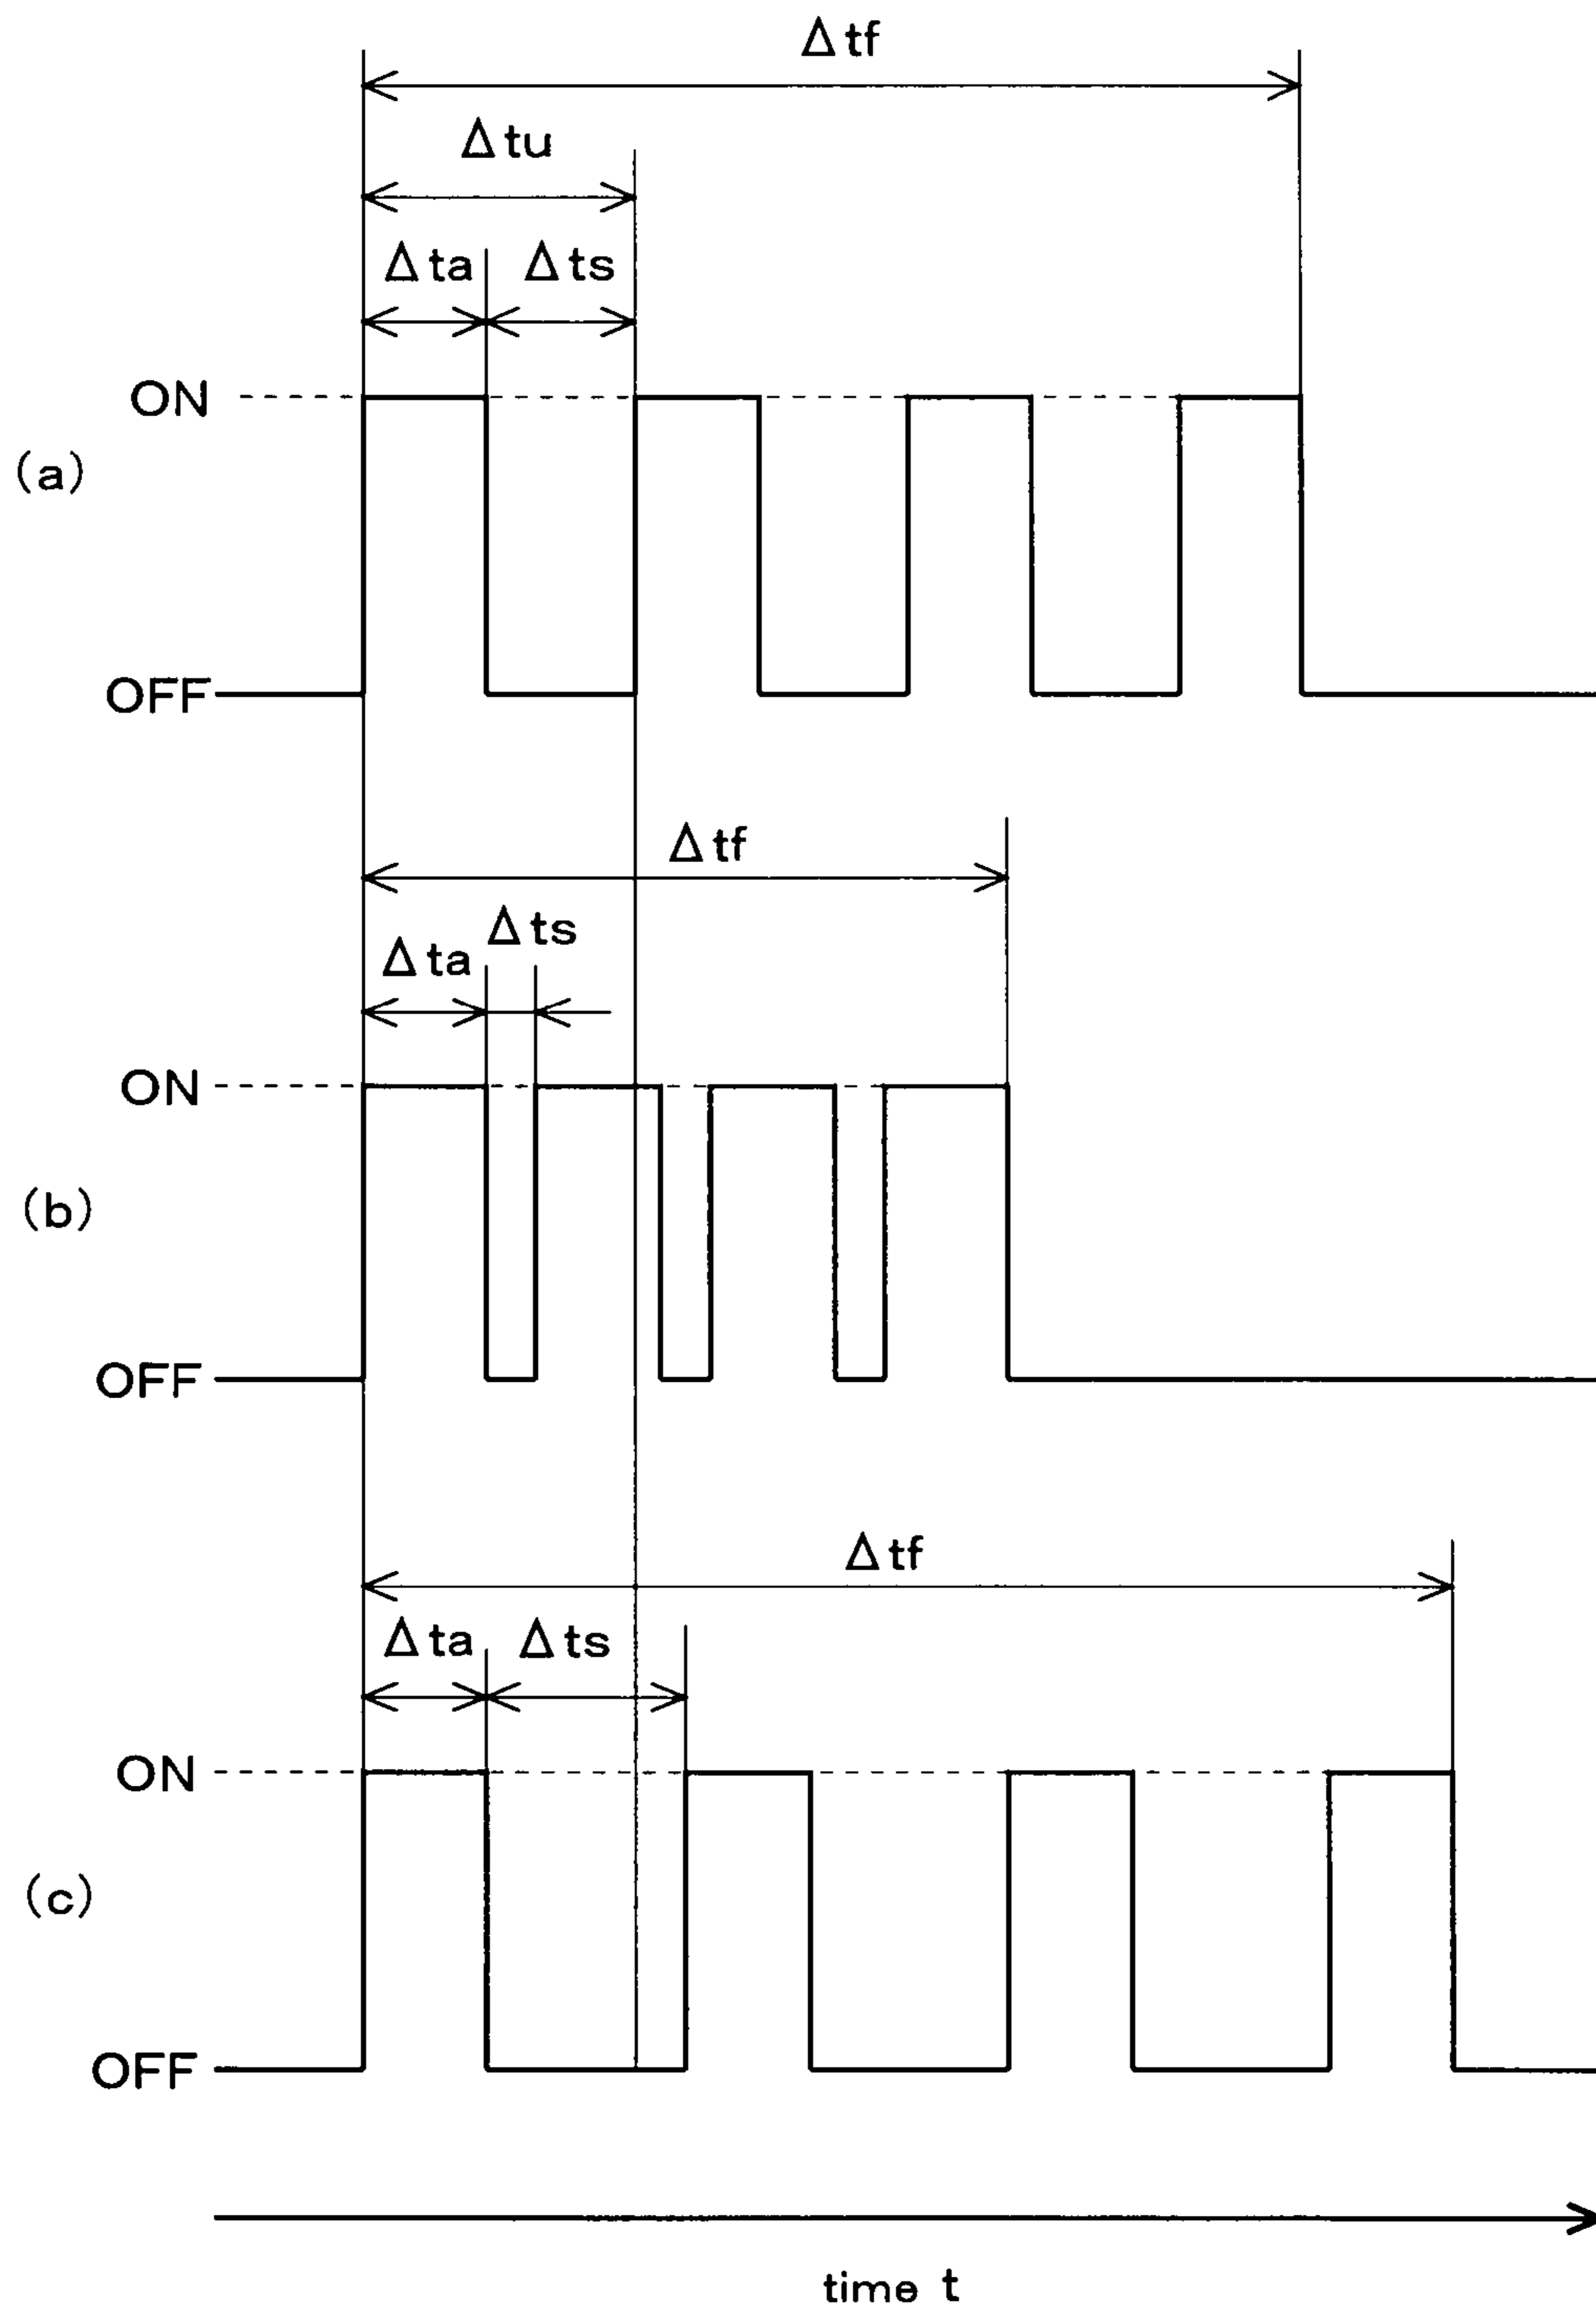 Δtf
Δtu
Δta Δts
ON
(a)
OFF
Δtf
Δts
Δta
ON
(b)
OFF
Δtf
Δta Δts
ON
(c)
OFF
time t